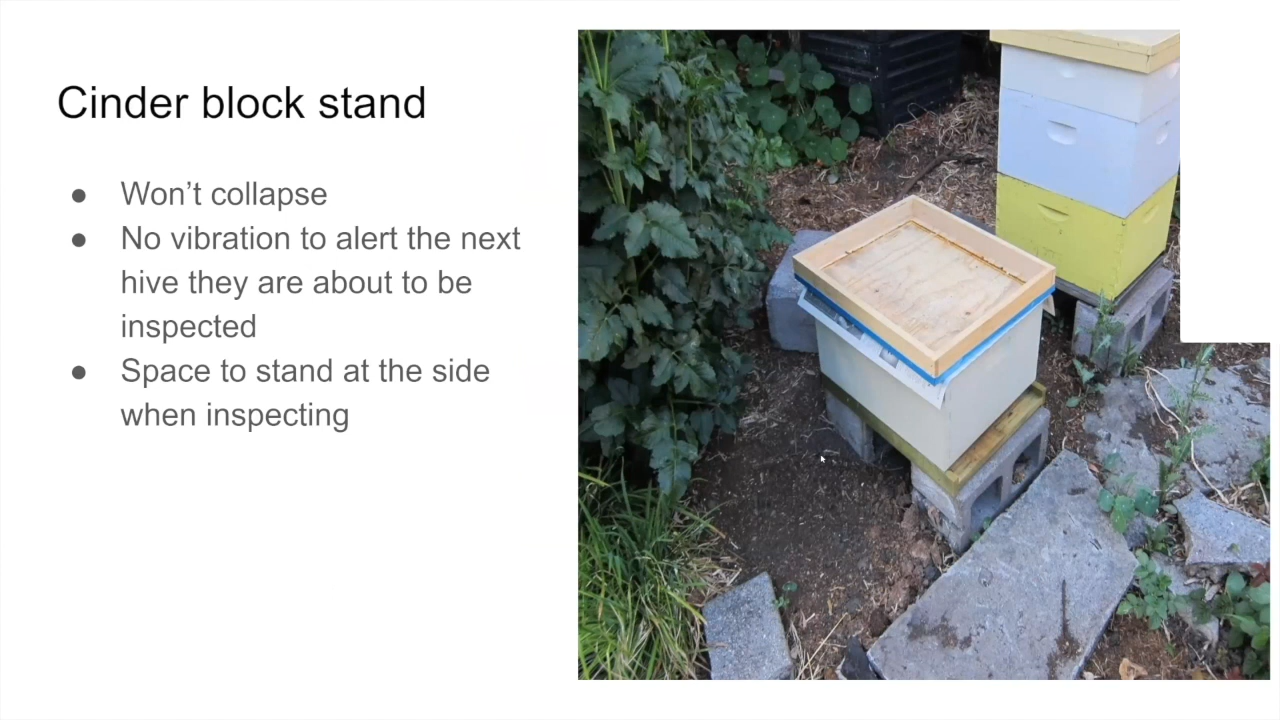 Cinder block stand
● Won’t collapse
● No vibration to alert the next
hive they are about to be
inspected
● Space to stand at the side
when inspecting